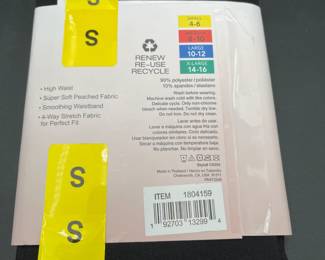 S
S
SMALL
4-6
MEDIUM
8-10
LARGE
10-12
X-LARGE
14-16
RENEW
RE-USE
RECYCLE
• High Waist
• Super Soft Peached Fabric
• Smoothing Waistband
• 4-Way Stretch Fabric
for Perfect Fit
90% polyester / poliéster
10% spandex / elastano
Wash before wearing.
Machine wash cold with like colors.
Delicate cycle. Only non-chlorine
bleach when needed. Tumble dry low.
Do not iron. Do not dry clean.
Lavar antes de usar.
Lavar a máquina con agua fría con
colores similares. Ciclo delicado.
Usar blanqueador sin cloro si es necesario.
Secar a máquina con temperatura baja.
No planchar. No limpiar en seco.
Made in Thailand / Hecho en Tailandia
Chatsworth, CA, USA 91311
ITEM 1804159
1 92703 13299 4
S
S